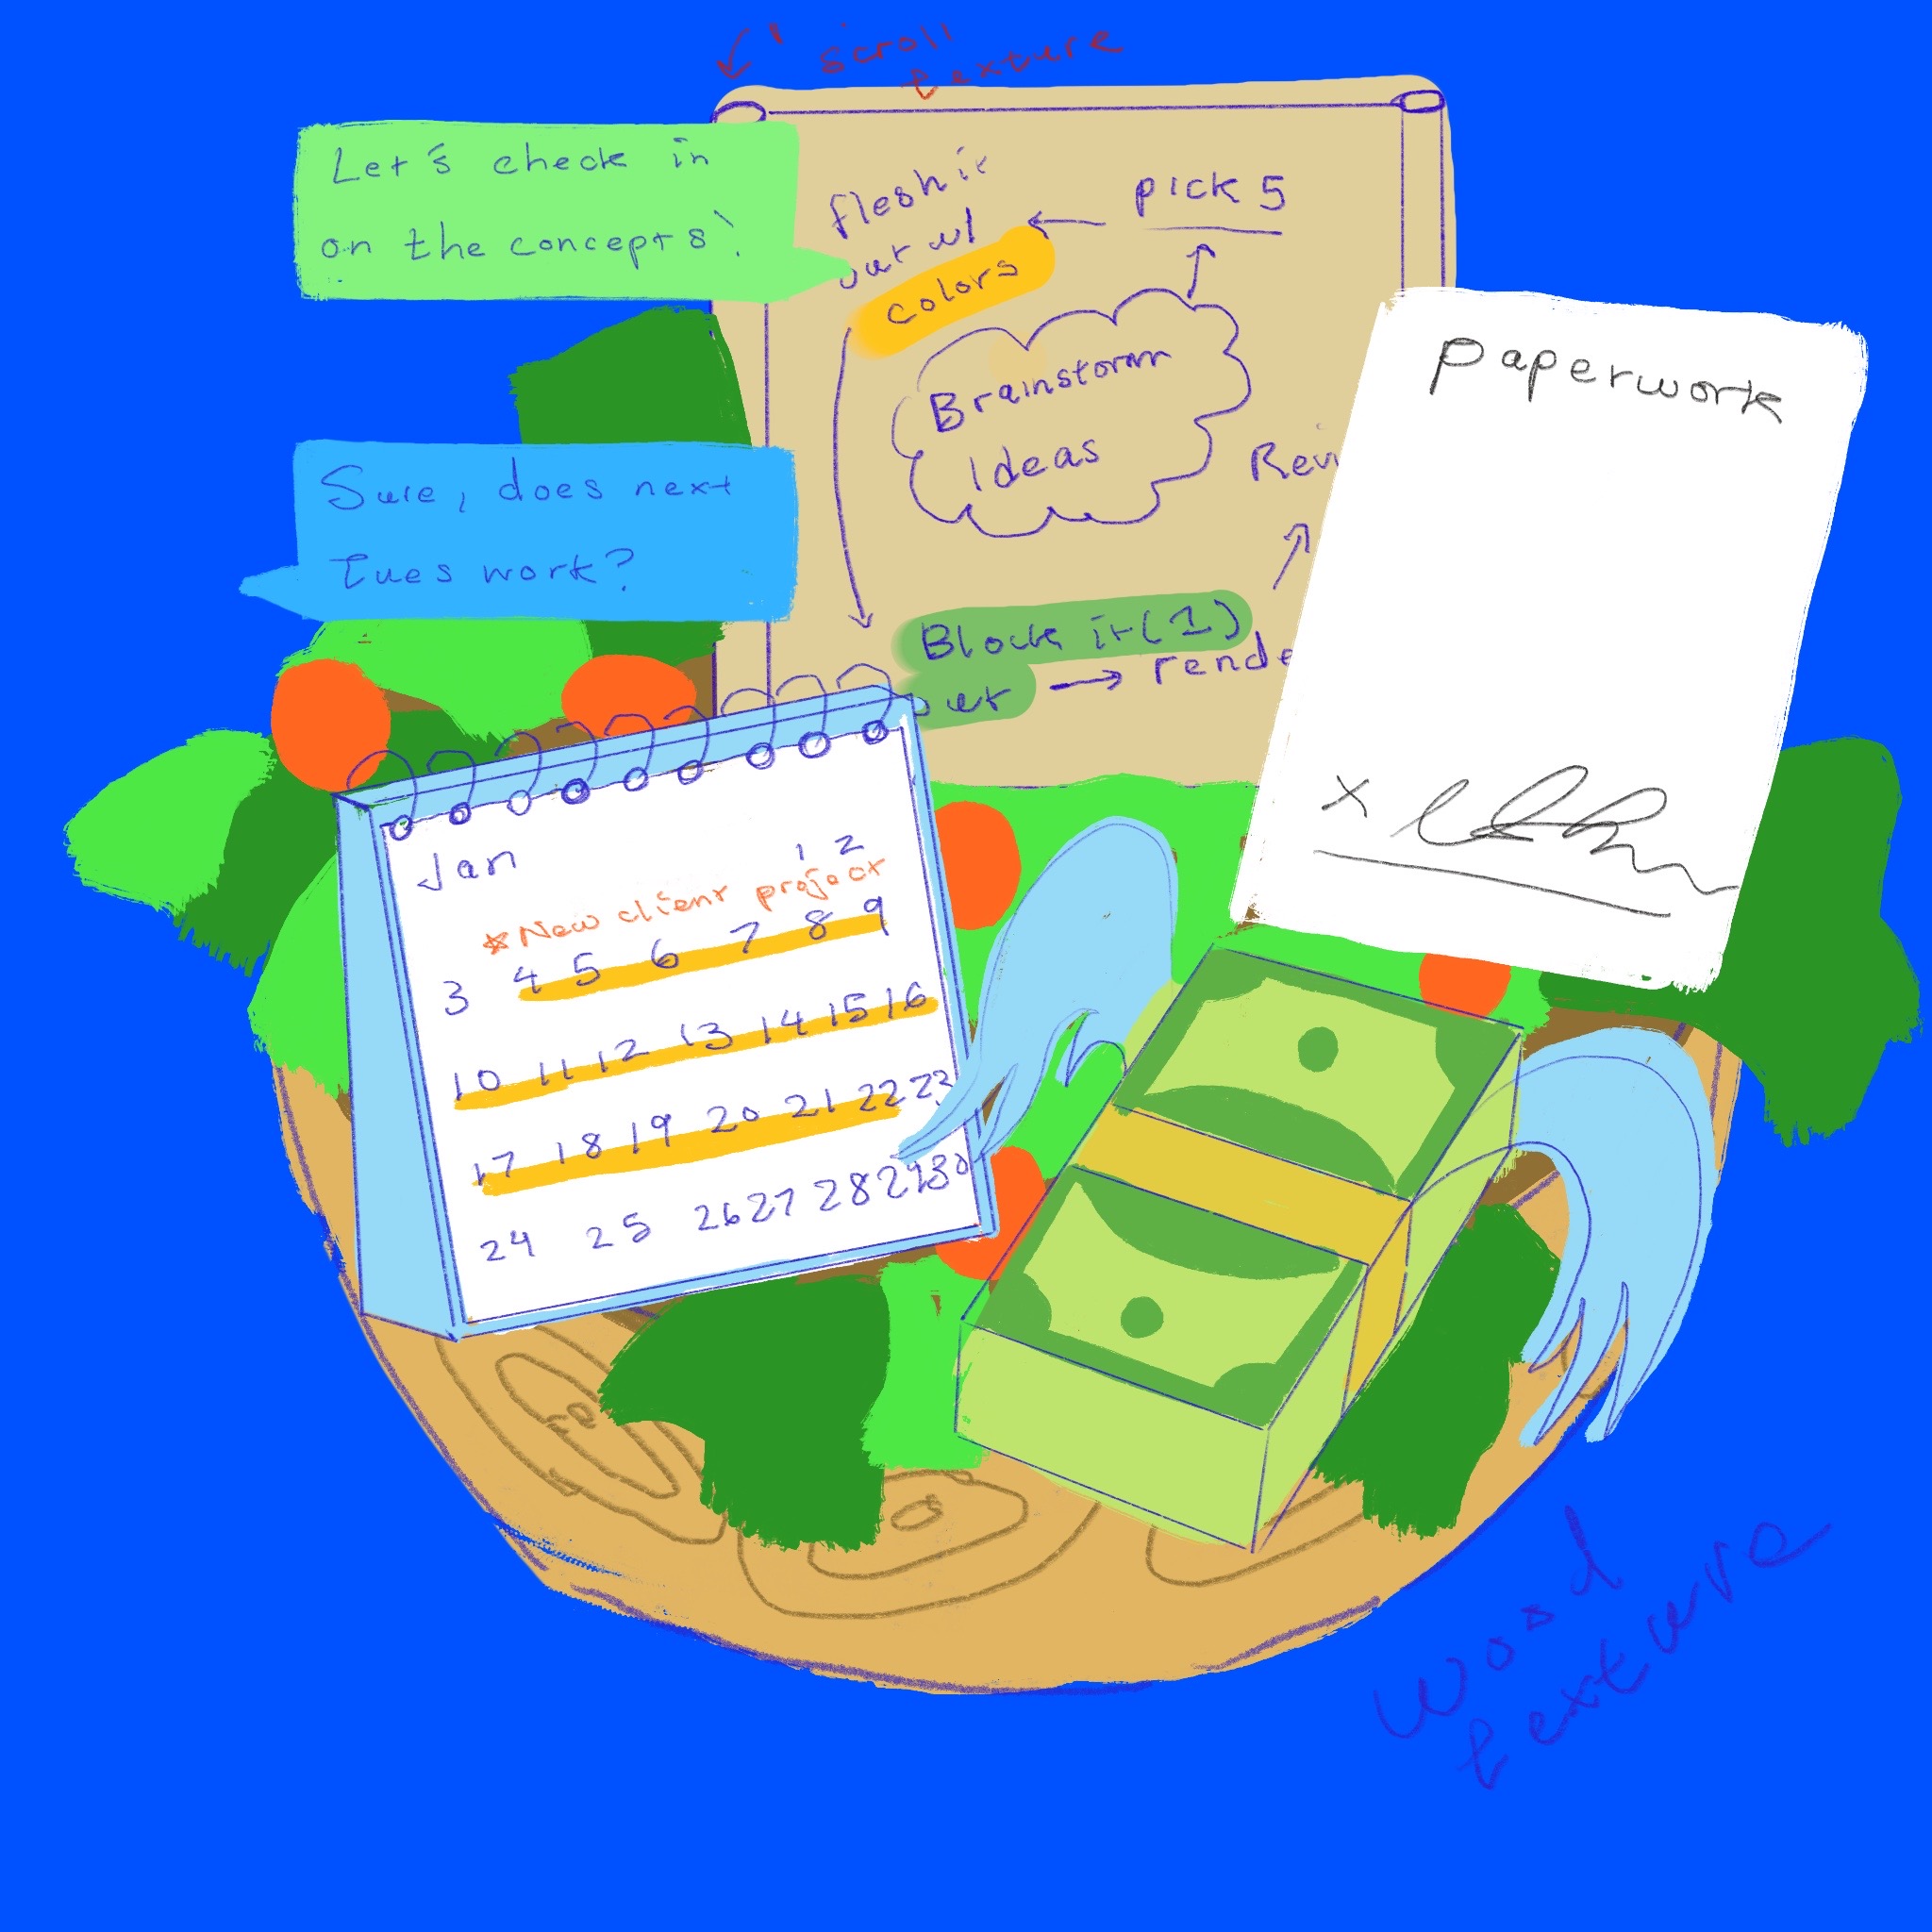 scroll
texture
Let's check in
on the concepts!
Sure, does next
tues work?
pick 5
flesh it
out w/
colors
Brainstorm
Ideas
Block it (1)
out → rende
Revi
Paperwork
x
Jan
1 2
*New client project
3 4 5 6 7 8 9
10 11 12 13 14 15 16
17 18 19 20 21 22 23
24 25 26 27 28 29 30
Wood
texture